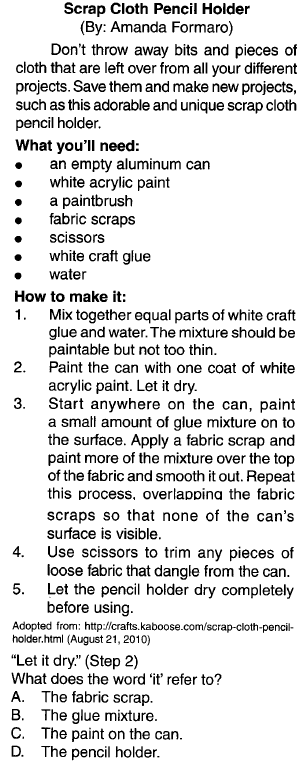 Scrap Cloth Pencil Holder
(By: Amanda Formaro)
Don't throw away bits and pieces of
cloth that are left over from all your different
projects. Save them and make new projects,
such as this adorable and unique scrap cloth
pencil holder.
What you'll need:
• an empty aluminum can
• white acrylic paint
• a paintbrush
• fabric scraps
• scissors
• white craft glue
• water
How to make it:
1. Mix together equal parts of white craft
glue and water. The mixture should be
paintable but not too thin.
2. Paint the can with one coat of white
acrylic paint. Let it dry.
3. Start anywhere on the can, paint
a small amount of glue mixture on to
the surface. Apply a fabric scrap and
paint more of the mixture over the top
of the fabric and smooth it out. Repeat
this process, overlapping the fabric
scraps so that none of the can's
surface is visible.
4. Use scissors to trim any pieces of
loose fabric that dangle from the can.
5. Let the pencil holder dry completely
before using.
Adopted from: http://crafts.kaboose.com/scrap-cloth-pencil-
holder.html (August 21, 2010)
"Let it dry." (Step 2)
What does the word 'it' refer to?
A. The fabric scrap.
B. The glue mixture.
C. The paint on the can.
D. The pencil holder.